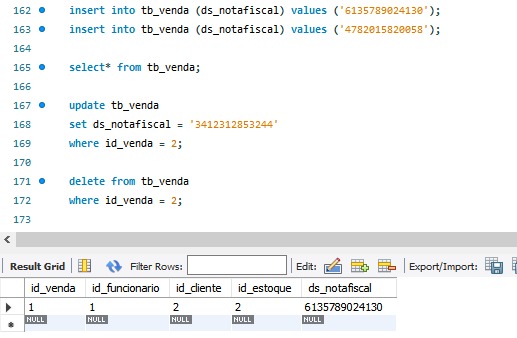 162 insert into tb_venda (ds_notafiscal) values ('6135789024130');
163 insert into tb_venda (ds_notafiscal) values ('4782015820058');
164
165 select* from tb_venda;
166
167 update tb_venda
168 set ds_notafiscal = '3412312853244'
169 where id_venda = 2;
170
171 delete from tb_venda
172 where id_venda = 2;
173
Result Grid Filter Rows: Edit: Export/Import:
id_venda id_funcionario id_cliente id_estoque ds_notafiscal
1 1 2 2 6135789024130
NULL NULL NULL NULL NULL